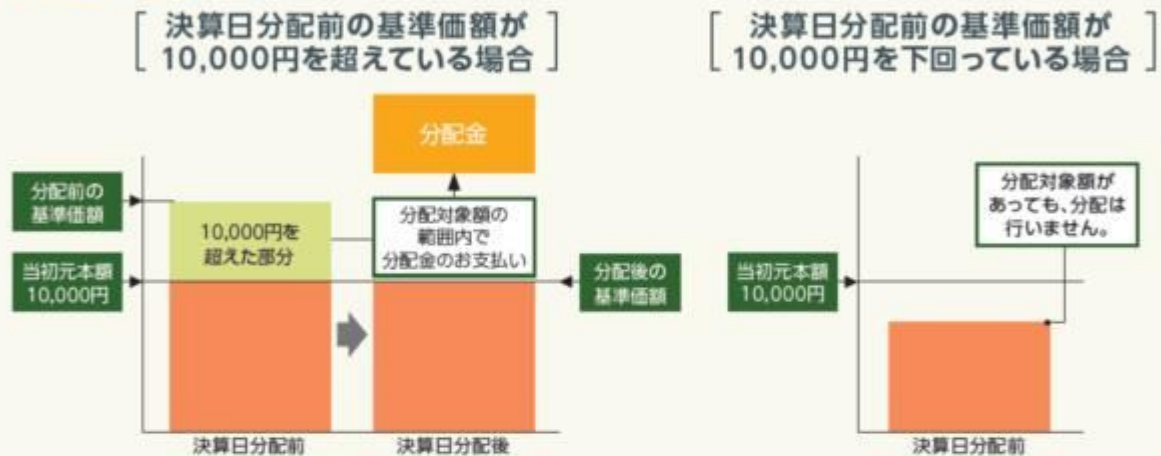 決算日分配前の基準価額が
10,000円を超えている場合
分配金
分配前の
基準価額
10,000円を
超えた部分
分配対象額の
範囲内で
分配金のお支払い
当初元本額
10,000円
分配後の
基準価額
決算日分配前
決算日分配後
決算日分配前の基準価額が
10,000円を下回っている場合
分配対象額が
あっても、分配は
行いません。
当初元本額
10,000円
決算日分配前